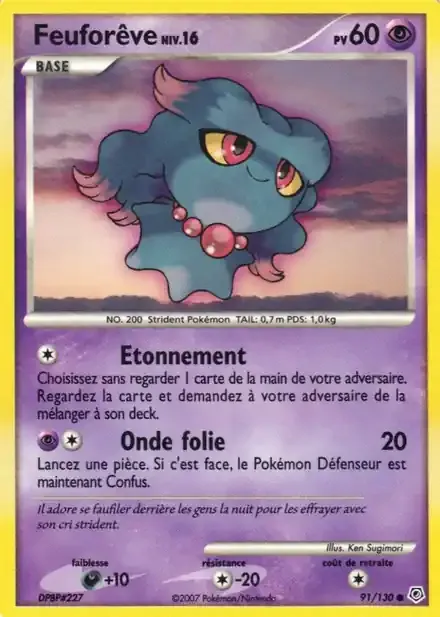 Feuforêve NIV.16 PV 60
BASE
NO. 200 Strident Pokémon TAIL: 0,7 m PDS: 1,0kg
Etonnement
Choisissez sans regarder 1 carte de la main de votre adversaire.
Regardez la carte et demandez à votre adversaire de la
mélanger à son deck.
Onde folie 20
Lancez une pièce. Si c'est face, le Pokémon Défenseur est
maintenant Confus.
Il adore se faufiler derrière les gens la nuit pour les effrayer avec
son cri strident.
Illus. Ken Sugimori
faiblesse résistance coût de retraite
+10 -20
DPBP#227 ©2007 Pokémon/Nintendo 91/130